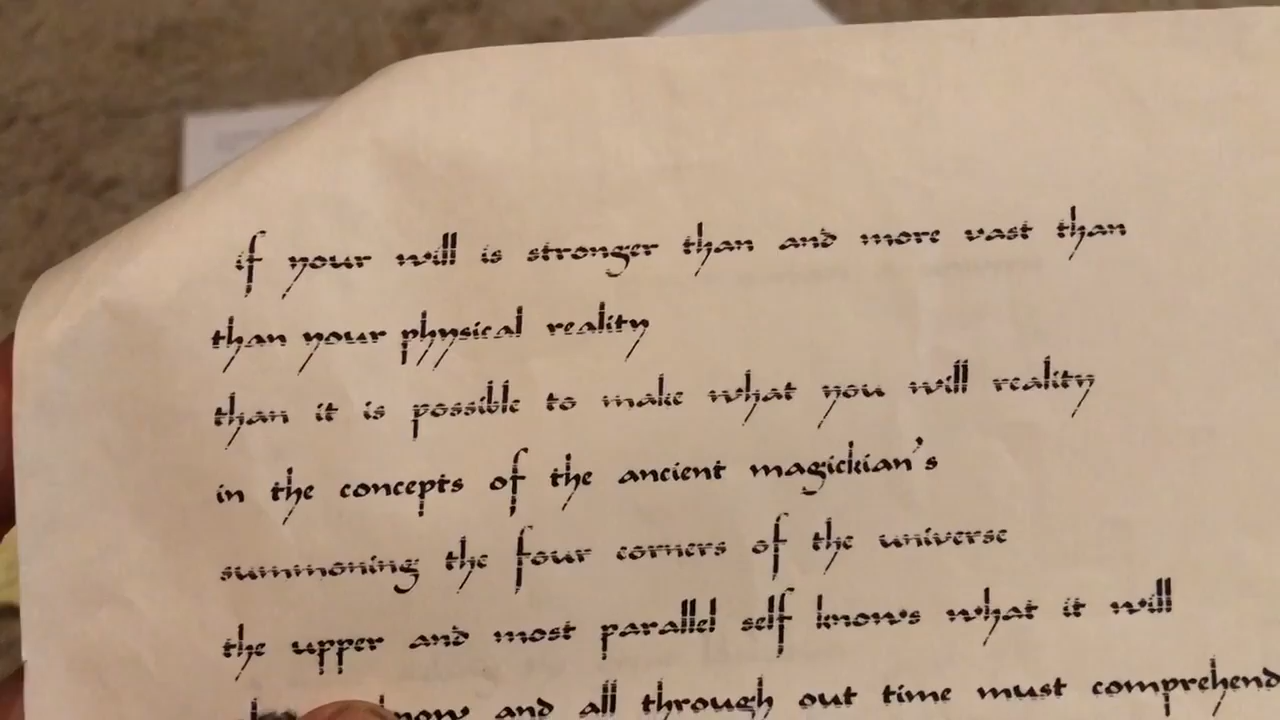 if your will is stronger than and more vast than
than your physical reality
than it is possible to make what you will reality
in the concepts of the ancient magickian's
summoning the four corners of the universe
the upper and most parallel self knows what it will
and all through out time must comprehend